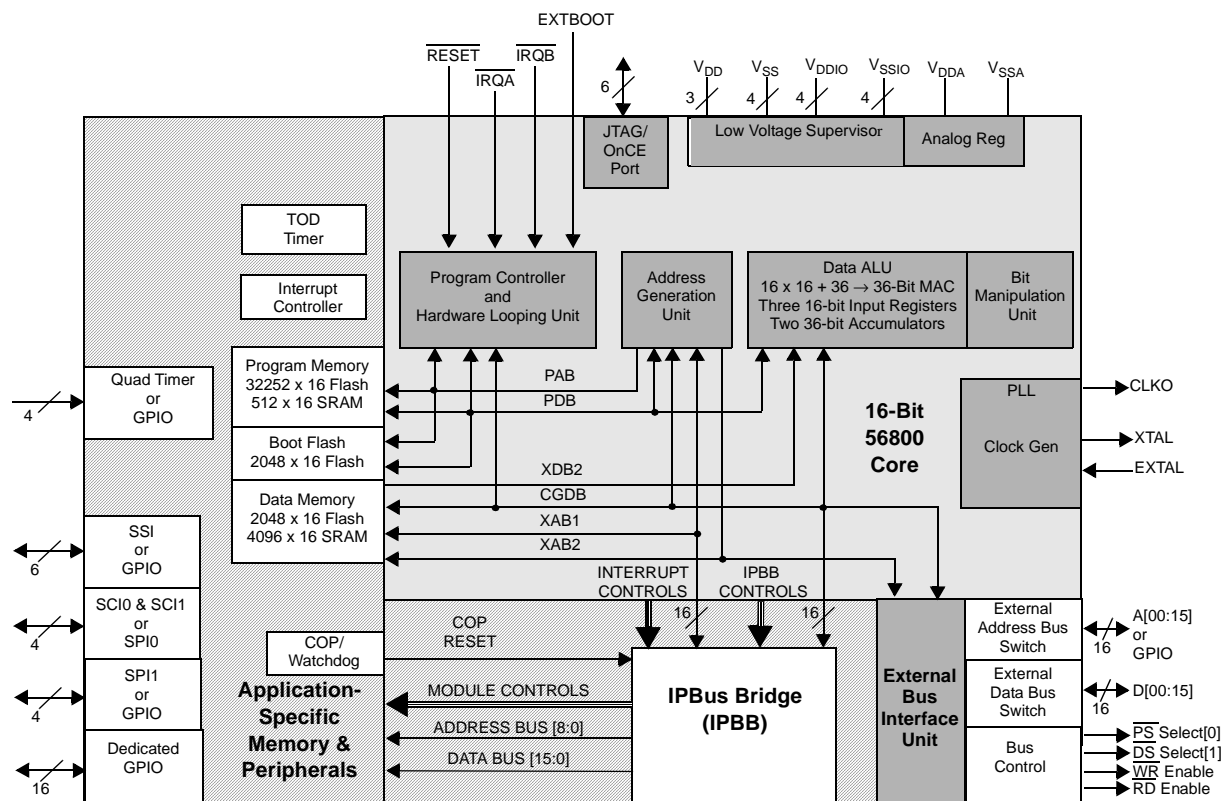 EXTBOOT
RESET
IRQB
IRQA
6
VDD
VSS
VDDIO
VSSIO
VDDA
VSSA
3
4
4
4
JTAG/
OnCE
Port
Low Voltage Supervisor
Analog Reg
TOD
Timer
Interrupt
Controller
Program Controller
and
Hardware Looping Unit
Address
Generation
Unit
Data ALU
16 x 16 + 36 → 36-Bit MAC
Three 16-bit Input Registers
Two 36-bit Accumulators
Bit
Manipulation
Unit
Program Memory
32252 x 16 Flash
512 x 16 SRAM
Boot Flash
2048 x 16 Flash
Data Memory
2048 x 16 Flash
4096 x 16 SRAM
Quad Timer
or
GPIO
4
PAB
PDB
XDB2
CGDB
XAB1
XAB2
16-Bit
56800
Core
PLL
Clock Gen
CLKO
XTAL
EXTAL
SSI
or
GPIO
6
SCI0 & SCI1
or
SPI0
4
SPI1
or
GPIO
4
Dedicated
GPIO
16
INTERRUPT
CONTROLS
16
IPBB
CONTROLS
16
COP
RESET
COP/
Watchdog
MODULE CONTROLS
ADDRESS BUS [8:0]
DATA BUS [15:0]
Application-
Specific
Memory &
Peripherals
IPBus Bridge
(IPBB)
External
Bus
Interface
Unit
External
Address Bus
Switch
External
Data Bus
Switch
Bus
Control
A[00:15]
or
GPIO
16
D[00:15]
16
PS Select[0]
DS Select[1]
WR Enable
RD Enable